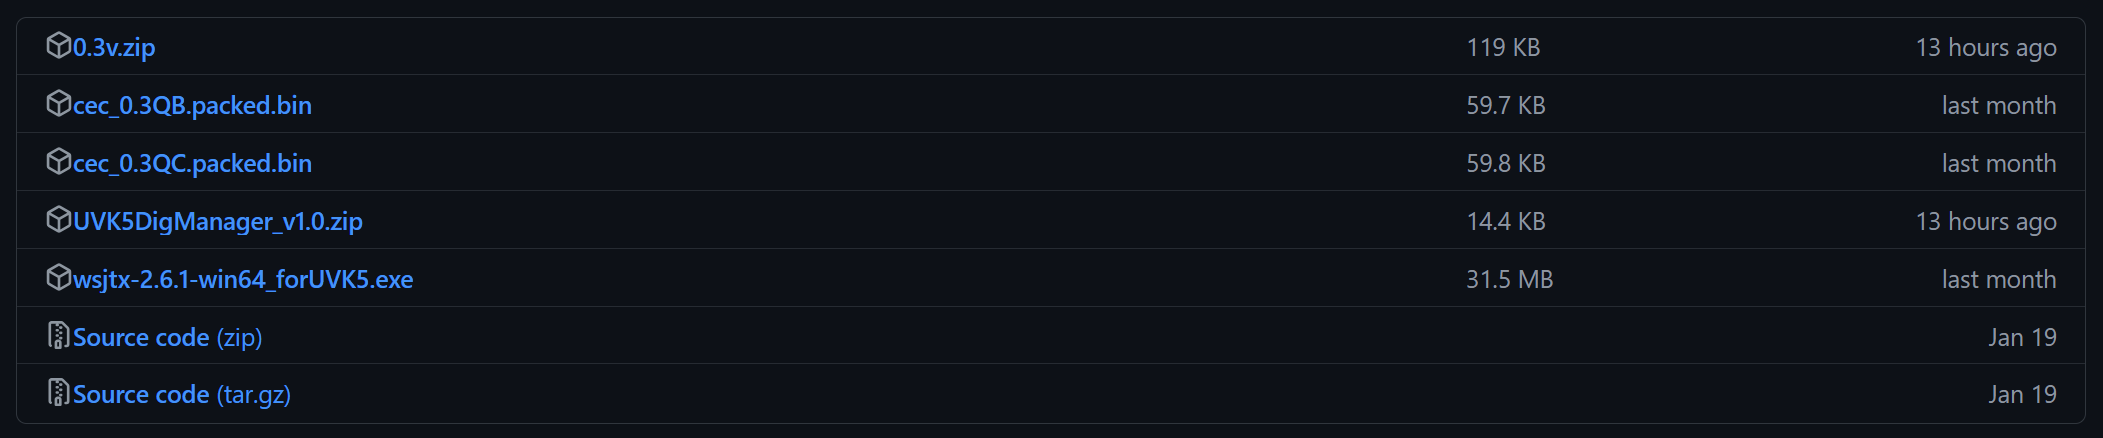 0.3v.zip 119 KB 13 hours ago
cec_0.3QB.packed.bin 59.7 KB last month
cec_0.3QC.packed.bin 59.8 KB last month
UVK5DigManager_v1.0.zip 14.4 KB 13 hours ago
wsjtx-2.6.1-win64_forUVK5.exe 31.5 MB last month
Source code (zip) Jan 19
Source code (tar.gz) Jan 19